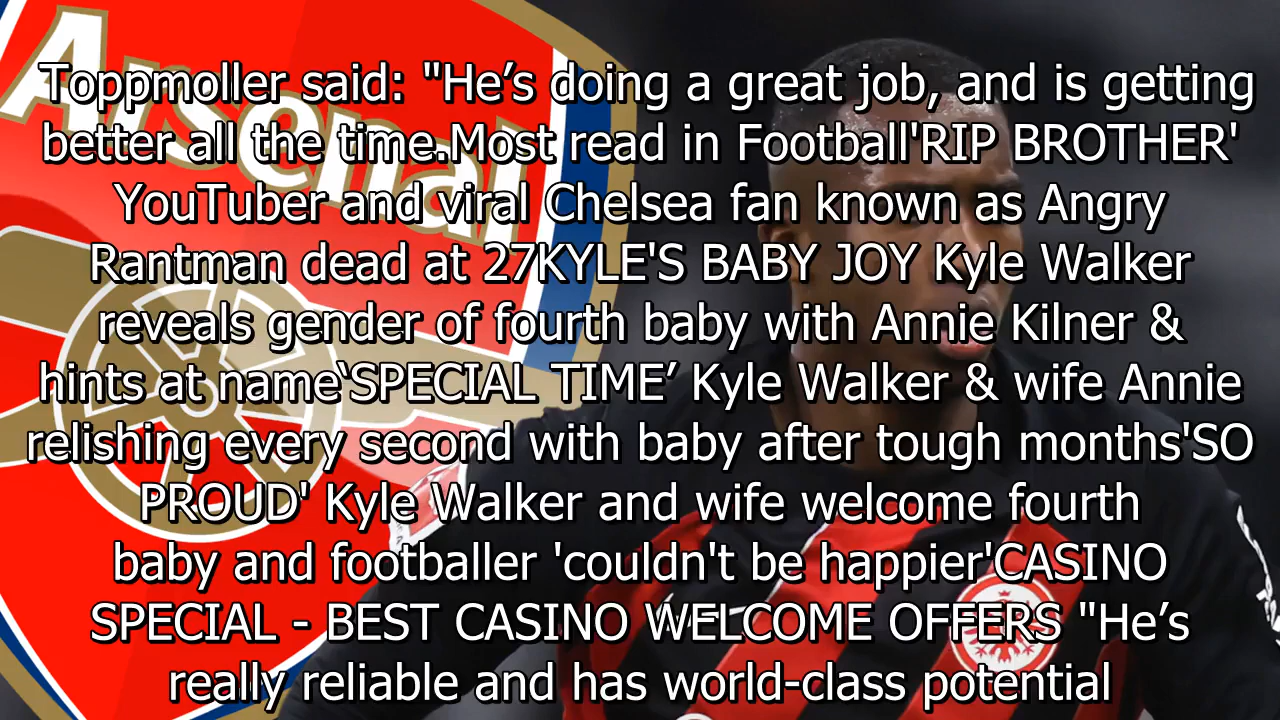 Arsenal
Toppmoller said: "He’s doing a great job, and is getting
better all the time.Most read in Football'RIP BROTHER'
YouTuber and viral Chelsea fan known as Angry
Rantman dead at 27KYLE'S BABY JOY Kyle Walker
reveals gender of fourth baby with Annie Kilner &
hints at name‘SPECIAL TIME’ Kyle Walker & wife Annie
relishing every second with baby after tough months'SO
PROUD' Kyle Walker and wife welcome fourth
baby and footballer 'couldn't be happier'CASINO
SPECIAL - BEST CASINO WELCOME OFFERS "He’s
really reliable and has world-class potential